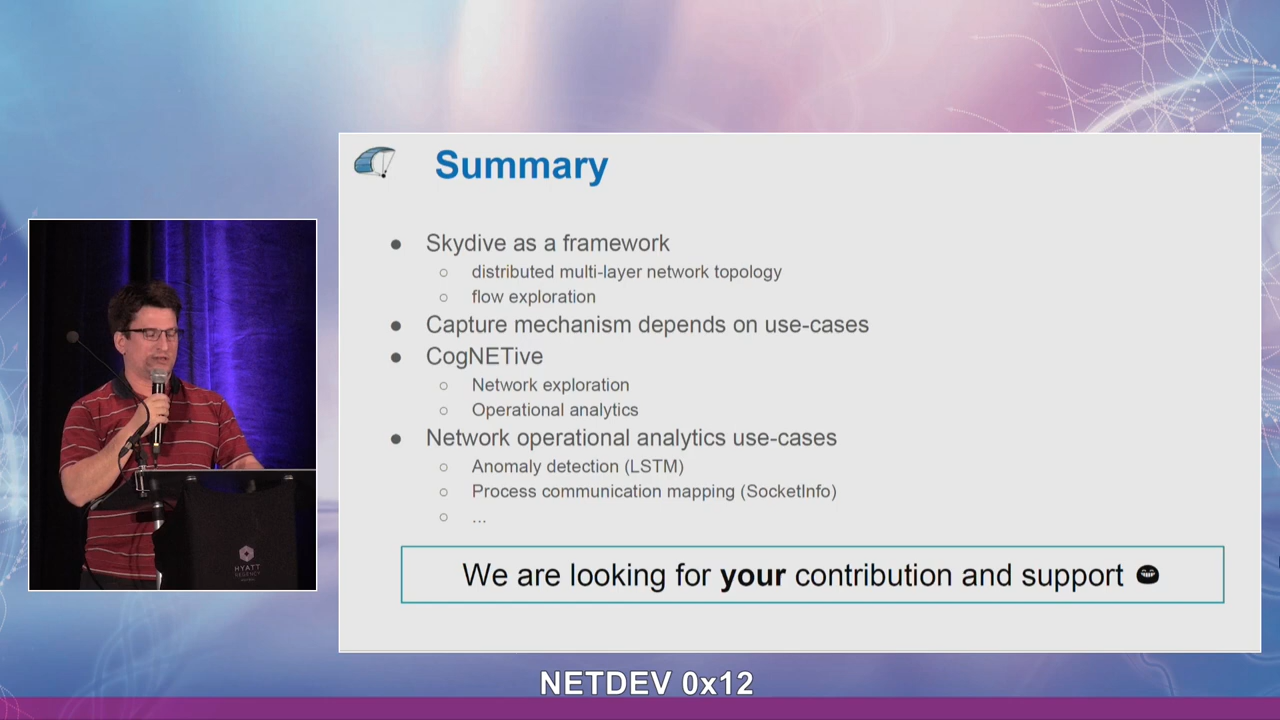 Summary
● Skydive as a framework
○ distributed multi-layer network topology
○ flow exploration
● Capture mechanism depends on use-cases
● CogNETive
○ Network exploration
○ Operational analytics
● Network operational analytics use-cases
○ Anomaly detection (LSTM)
○ Process communication mapping (SocketInfo)
○ ...
We are looking for your contribution and support
HYATT
REGENCY
NETDEV 0x12